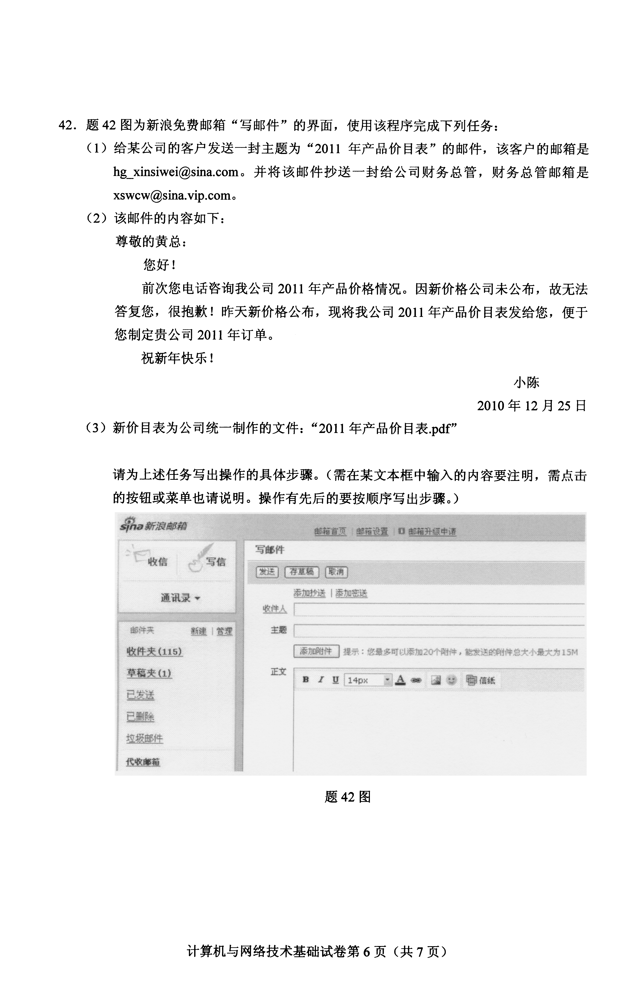 42．题 42 图为新浪免费邮箱“写邮件”的界面，使用该程序完成下列任务：
（1）给某公司的客户发送一封主题为“2011 年产品价目表”的邮件，该客户的邮箱是
hg_xinsiwei@sina.com。并将该邮件抄送一封给公司财务总管，财务总管邮箱是
xswcw@sina.vip.com。
（2）该邮件的内容如下：
尊敬的黄总：
您好！
前次您电话咨询我公司 2011 年产品价格情况。因新价格公司未公布，故无法
答复您，很抱歉！昨天新价格公布，现将我公司 2011 年产品价目表发给您，便于
您制定贵公司 2011 年订单。
祝新年快乐！
小陈
2010 年 12 月 25 日
（3）新价目表为公司统一制作的文件：“2011 年产品价目表.pdf”
请为上述任务写出操作的具体步骤。（需在某文本框中输入的内容要注明，需点击
的按钮或菜单也请说明。操作有先后的要按顺序写出步骤。）
sina新浪邮箱
邮箱首页 | 邮箱设置 | 邮箱升级申请
收信 写信
通讯录
邮件夹 新建 | 管理
收件夹(115)
草稿夹(1)
已发送
已删除
垃圾邮件
代收邮箱
写邮件
发送 存草稿 取消
添加抄送 | 添加密送
收件人
主题
添加附件 提示：您最多可以添加20个附件，能发送的附件总大小最大为15M
正文
B I U 14px A 信纸
题 42 图
计算机与网络技术基础试卷第 6 页（共 7 页）